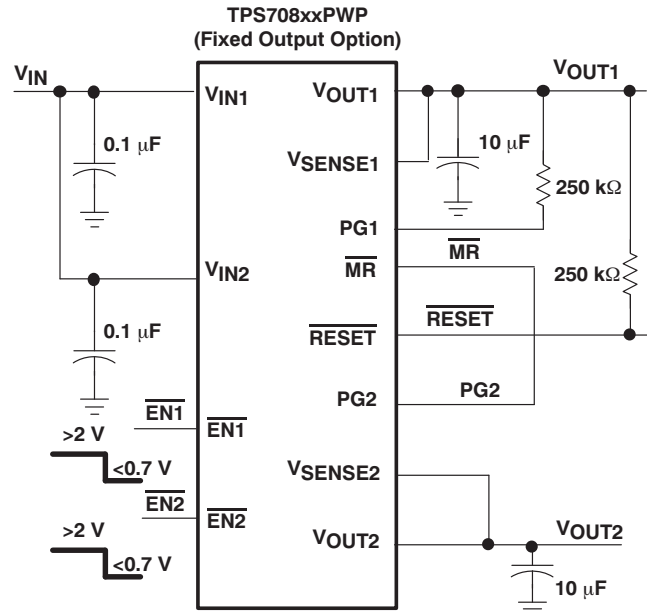 TPS708xxPWP
(Fixed Output Option)
VIN
VIN1
VOUT1
VOUT1
0.1 μF
10 μF
VSENSE1
250 kΩ
PG1
MR
MR
VIN2
250 kΩ
0.1 μF
RESET
RESET
PG2
PG2
EN1
EN1
>2 V
<0.7 V
VSENSE2
EN2
EN2
>2 V
<0.7 V
VOUT2
VOUT2
10 μF